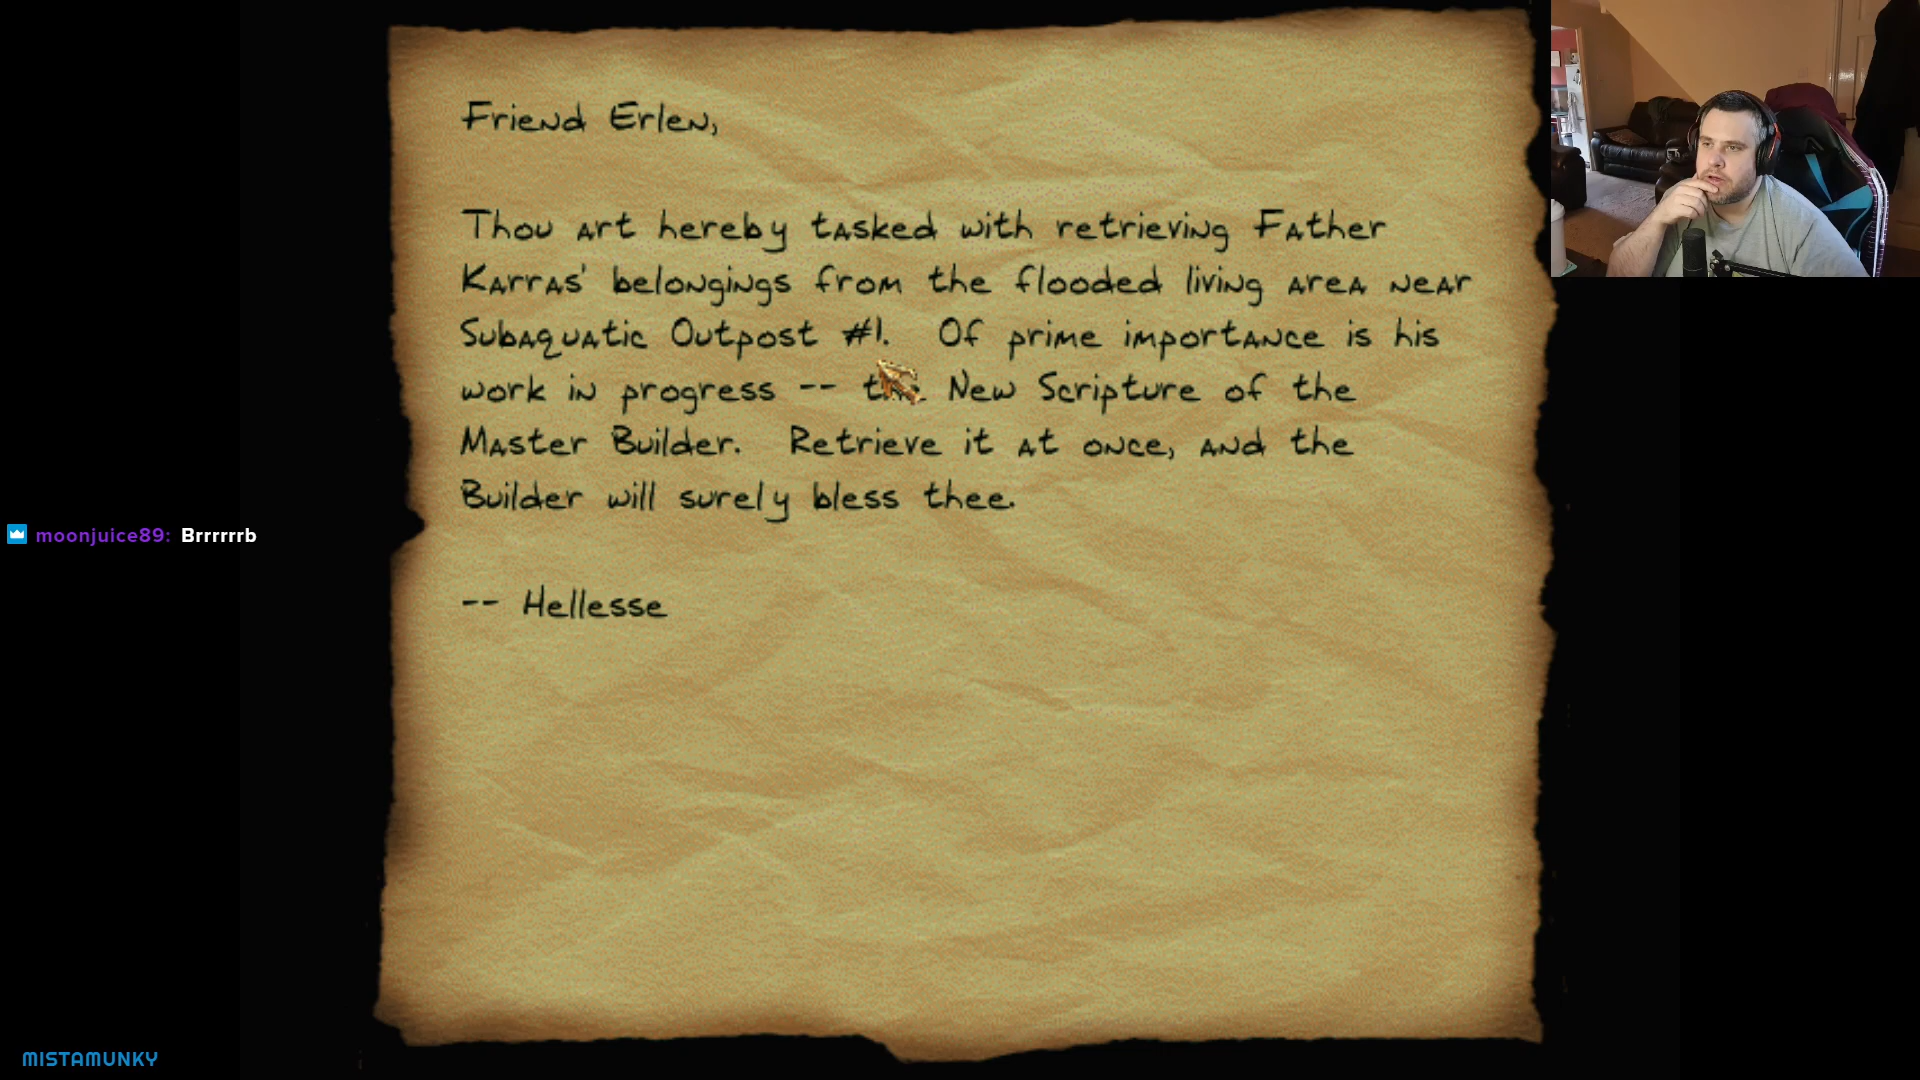 Friend Erlen,
Thou art hereby tasked with retrieving Father
Karras' belongings from the flooded living area near
Subaquatic Outpost #1. Of prime importance is his
work in progress -- the New Scripture of the
Master Builder. Retrieve it at once, and the
Builder will surely bless thee.
-- Hellesse
moonjuice89: Brrrrrrb
MISTAMUNKY